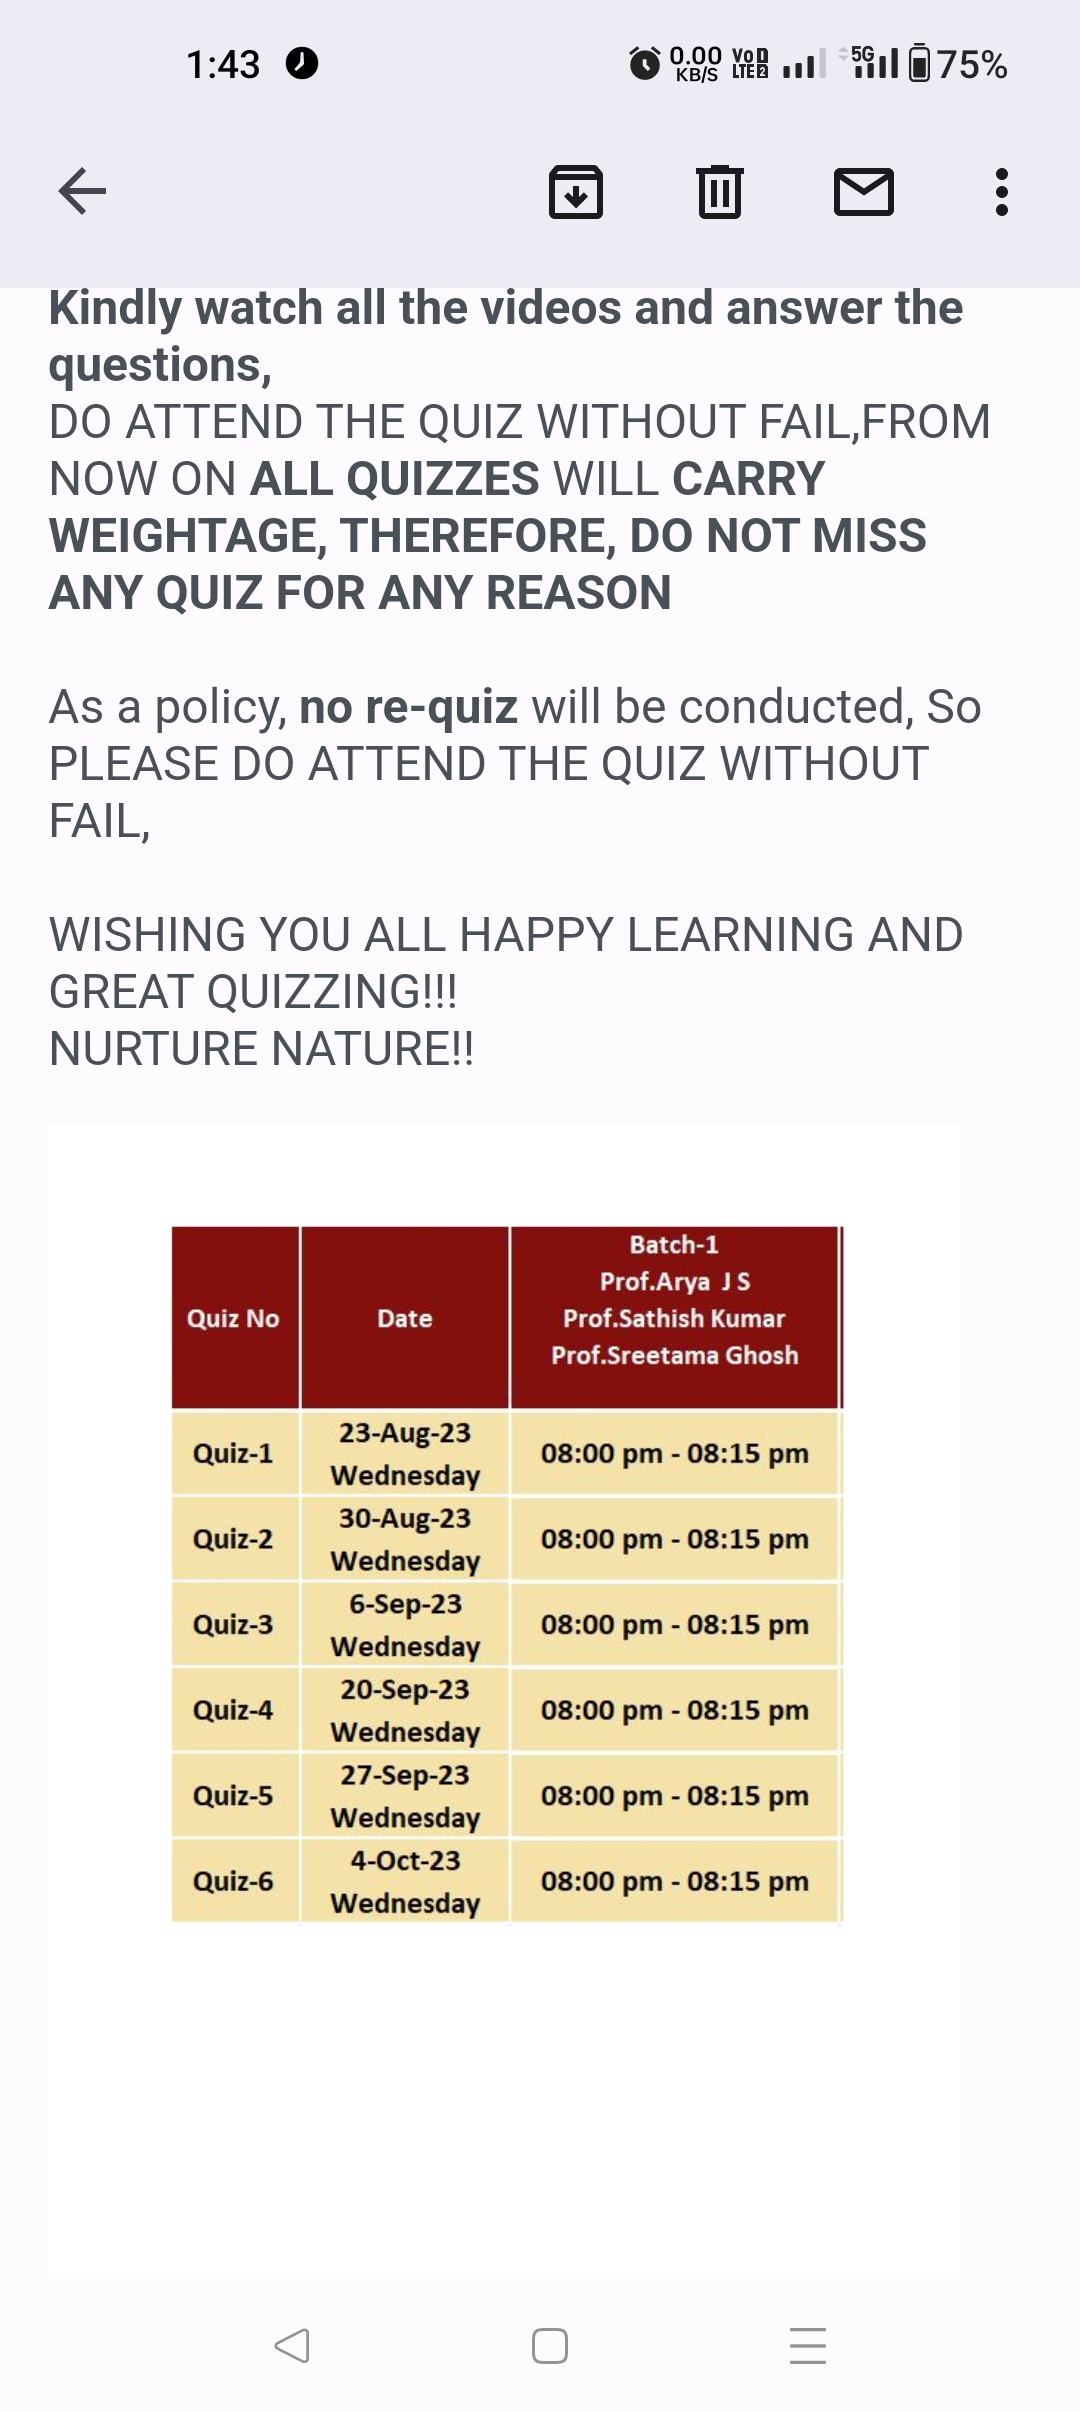 1:43
0.00
KB/S
Vo 1
LTE 2
5G
75%
Kindly watch all the videos and answer the
questions,
DO ATTEND THE QUIZ WITHOUT FAIL,FROM
NOW ON ALL QUIZZES WILL CARRY
WEIGHTAGE, THEREFORE, DO NOT MISS
ANY QUIZ FOR ANY REASON
As a policy, no re-quiz will be conducted, So
PLEASE DO ATTEND THE QUIZ WITHOUT
FAIL,
WISHING YOU ALL HAPPY LEARNING AND
GREAT QUIZZING!!!
NURTURE NATURE!!
Quiz No
Date
Batch-1
Prof.Arya J S
Prof.Sathish Kumar
Prof.Sreetama Ghosh
Quiz-1
23-Aug-23
Wednesday
08:00 pm - 08:15 pm
Quiz-2
30-Aug-23
Wednesday
08:00 pm - 08:15 pm
Quiz-3
6-Sep-23
Wednesday
08:00 pm - 08:15 pm
Quiz-4
20-Sep-23
Wednesday
08:00 pm - 08:15 pm
Quiz-5
27-Sep-23
Wednesday
08:00 pm - 08:15 pm
Quiz-6
4-Oct-23
Wednesday
08:00 pm - 08:15 pm